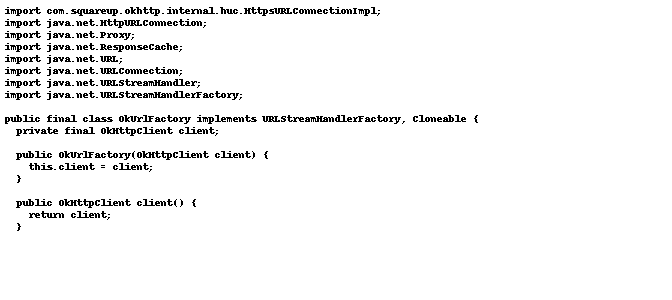 import com.squareup.okhttp.internal.huc.HttpsURLConnectionImpl;
import java.net.HttpURLConnection;
import java.net.Proxy;
import java.net.ResponseCache;
import java.net.URL;
import java.net.URLConnection;
import java.net.URLStreamHandler;
import java.net.URLStreamHandlerFactory;

public final class OkUrlFactory implements URLStreamHandlerFactory, Cloneable {
  private final OkHttpClient client;

  public OkUrlFactory(OkHttpClient client) {
    this.client = client;
  }

  public OkHttpClient client() {
    return client;
  }